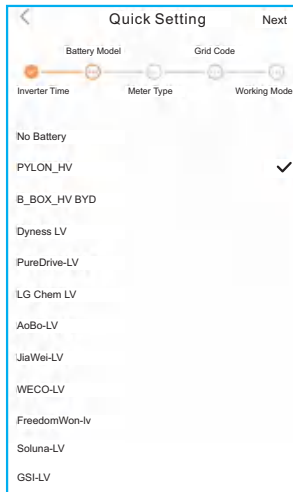 Quick Setting Next
Battery Model Grid Code
Inverter Time Meter Type Working Mode
No Battery
PYLON_HV
B_BOX_HV BYD
Dyness LV
PureDrive-LV
LG Chem LV
AoBo-LV
JiaWei-LV
WECO-LV
FreedomWon-lv
Soluna-LV
GSI-LV